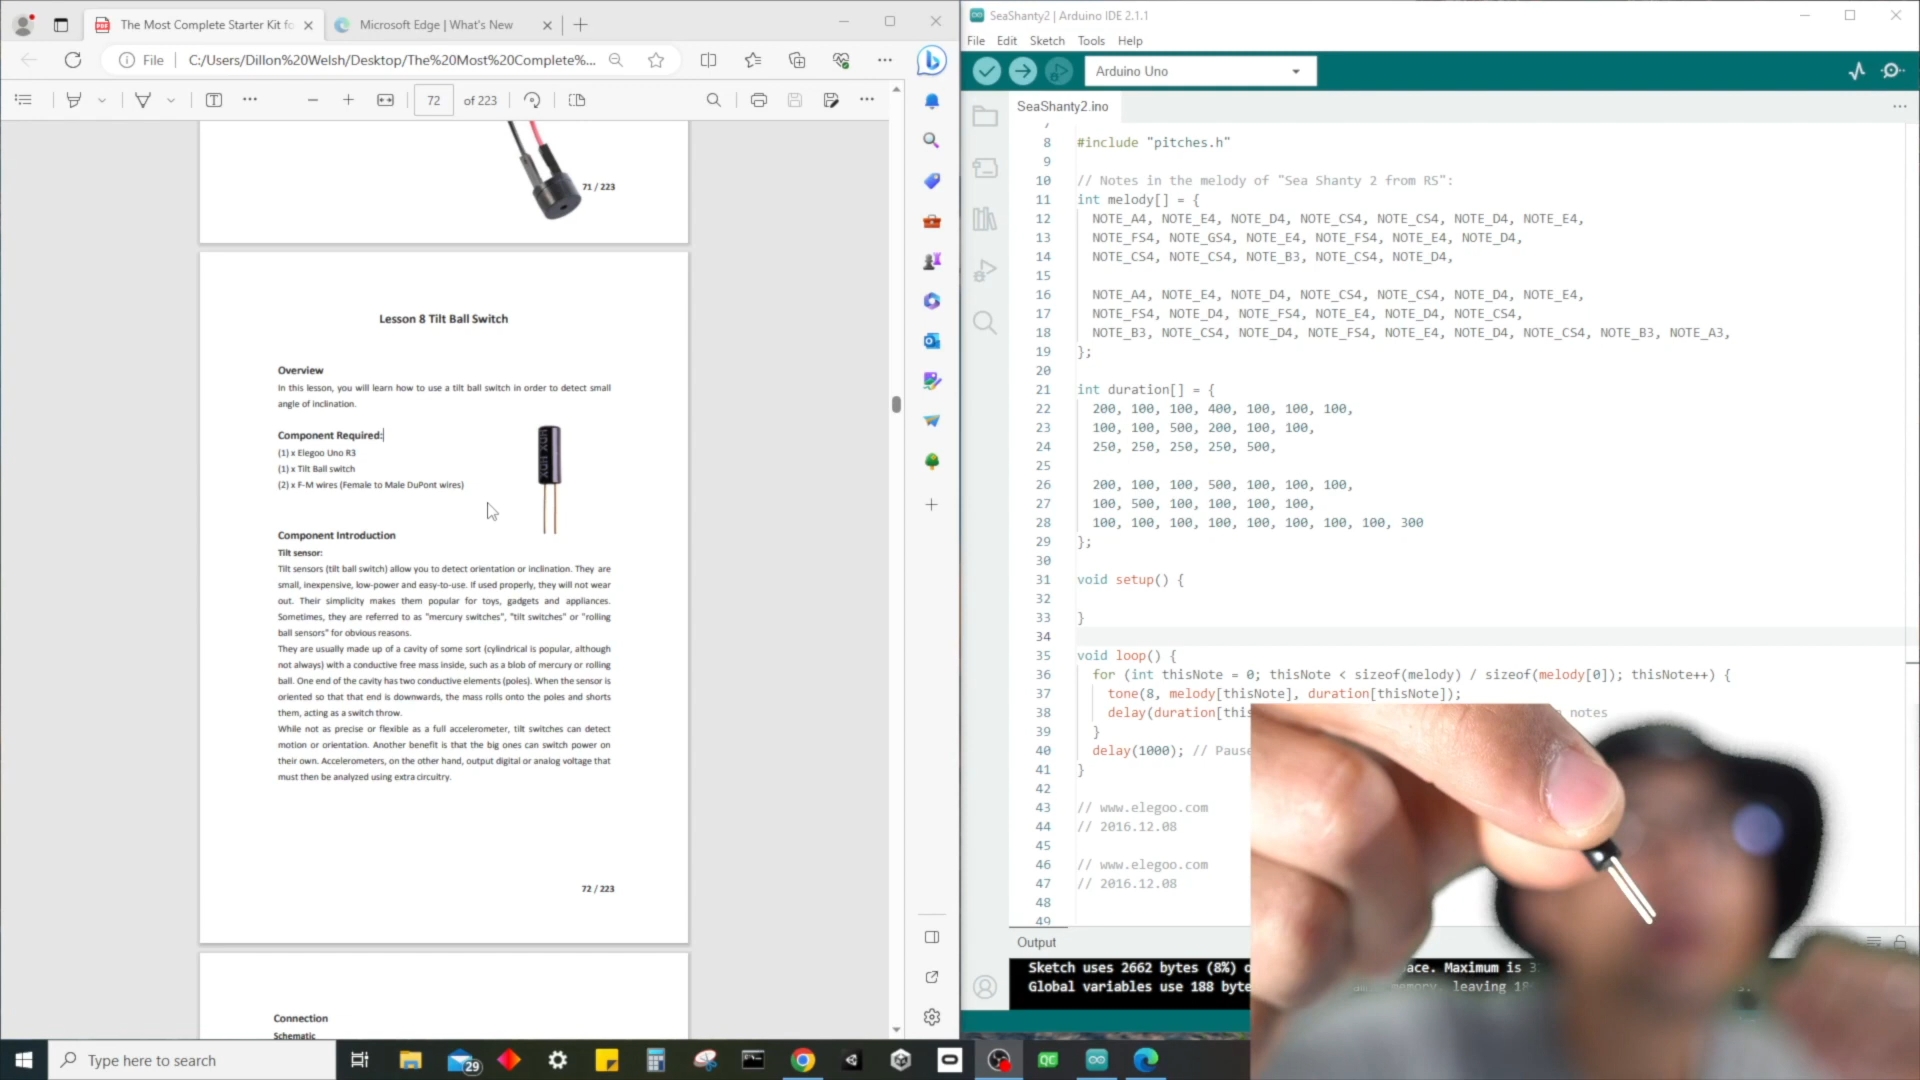 The Most Complete Starter Kit fo
Microsoft Edge | What's New
File
C:/Users/Dillon%20Welsh/Desktop/The%20Most%20Complete%...
72 of 223
71 / 223
Lesson 8 Tilt Ball Switch
Overview
In this lesson, you will learn how to use a tilt ball switch in order to detect small
angle of inclination.
Component Required:
(1) x Elegoo Uno R3
(1) x Tilt Ball switch
(2) x F-M wires (Female to Male DuPont wires)
Component Introduction
Tilt sensor:
Tilt sensors (tilt ball switch) allow you to detect orientation or inclination. They are
small, inexpensive, low-power and easy-to-use. If used properly, they will not wear
out. Their simplicity makes them popular for toys, gadgets and appliances.
Sometimes, they are referred to as "mercury switches", "tilt switches" or "rolling
ball sensors" for obvious reasons.
They are usually made up of a cavity of some sort (cylindrical is popular, although
not always) with a conductive free mass inside, such as a blob of mercury or rolling
ball. One end of the cavity has two conductive elements (poles). When the sensor is
oriented so that that end is downwards, the mass rolls onto the poles and shorts
them, acting as a switch throw.
While not as precise or flexible as a full accelerometer, tilt switches can detect
motion or orientation. Another benefit is that the big ones can switch power on
their own. Accelerometers, on the other hand, output digital or analog voltage that
must then be analyzed using extra circuitry.
72 / 223
Connection
Schematic
SeaShanty2 | Arduino IDE 2.1.1
File Edit Sketch Tools Help
Arduino Uno
SeaShanty2.ino
7
8 #include "pitches.h"
9
10 // Notes in the melody of "Sea Shanty 2 from RS":
11 int melody[] = {
12 NOTE_A4, NOTE_E4, NOTE_D4, NOTE_CS4, NOTE_CS4, NOTE_D4, NOTE_E4,
13 NOTE_FS4, NOTE_GS4, NOTE_E4, NOTE_FS4, NOTE_E4, NOTE_D4,
14 NOTE_CS4, NOTE_CS4, NOTE_B3, NOTE_CS4, NOTE_D4,
15
16 NOTE_A4, NOTE_E4, NOTE_D4, NOTE_CS4, NOTE_CS4, NOTE_D4, NOTE_E4,
17 NOTE_FS4, NOTE_D4, NOTE_FS4, NOTE_E4, NOTE_D4, NOTE_CS4,
18 NOTE_B3, NOTE_CS4, NOTE_D4, NOTE_FS4, NOTE_E4, NOTE_D4, NOTE_CS4, NOTE_B3, NOTE_A3,
19 };
20
21 int duration[] = {
22 200, 100, 100, 400, 100, 100, 100,
23 100, 100, 500, 200, 100, 100,
24 250, 250, 250, 250, 500,
25
26 200, 100, 100, 500, 100, 100, 100,
27 100, 500, 100, 100, 100, 100,
28 100, 100, 100, 100, 100, 100, 100, 100, 300
29 };
30
31 void setup() {
32
33 }
34
35 void loop() {
36 for (int thisNote = 0; thisNote < sizeof(melody) / sizeof(melody[0]); thisNote++) {
37 tone(8, melody[thisNote], duration[thisNote]);
38 delay(duration[this notes
39 }
40 delay(1000); // Paus
41 }
42
43 // www.elegoo.com
44 // 2016.12.08
45
46 // www.elegoo.com
47 // 2016.12.08
48
49
Output
Sketch uses 2662 bytes (8%) o ace. Maximum is 3
Global variables use 188 byte memory, leaving 18
Type here to search
29
QC